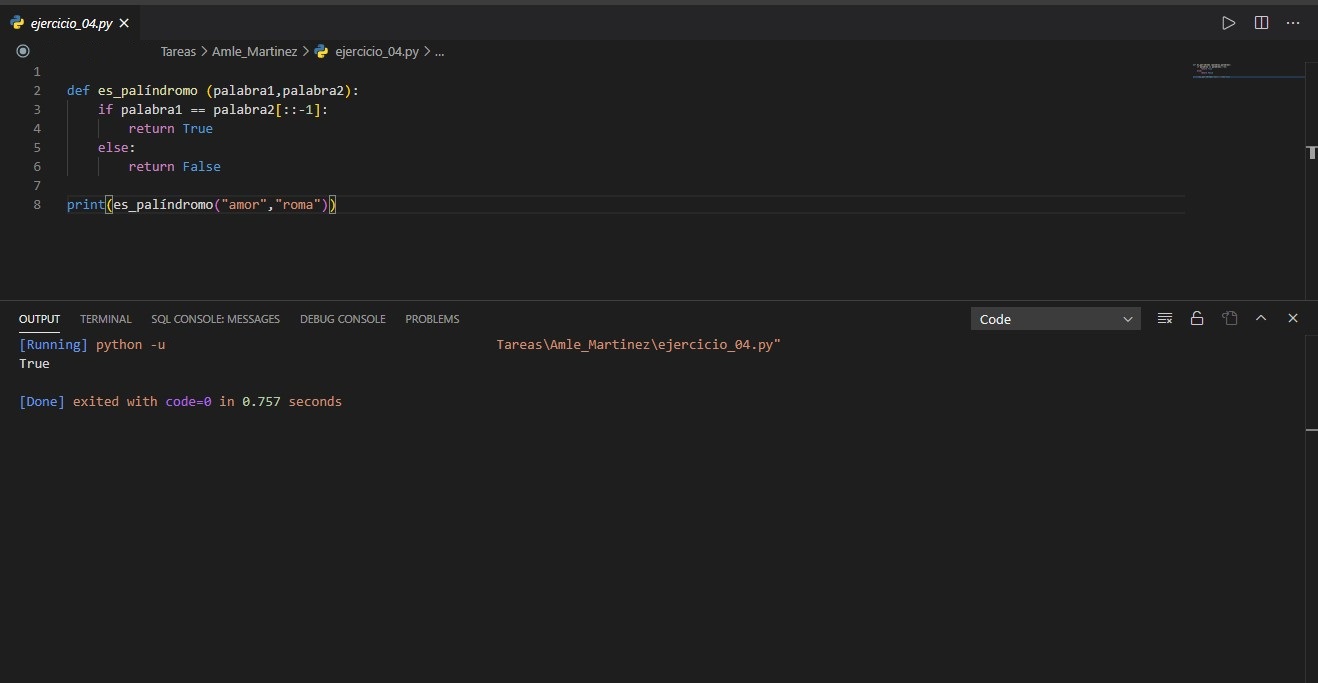 ejercicio_04.py
Tareas > Amle_Martinez > ejercicio_04.py > ...
1
2 def es_palíndromo (palabra1,palabra2):
3 if palabra1 == palabra2[::-1]:
4 return True
5 else:
6 return False
7
8 print(es_palíndromo("amor","roma"))
OUTPUT TERMINAL SQL CONSOLE: MESSAGES DEBUG CONSOLE PROBLEMS Code
[Running] python -u Tareas\Amle_Martinez\ejercicio_04.py"
True
[Done] exited with code=0 in 0.757 seconds